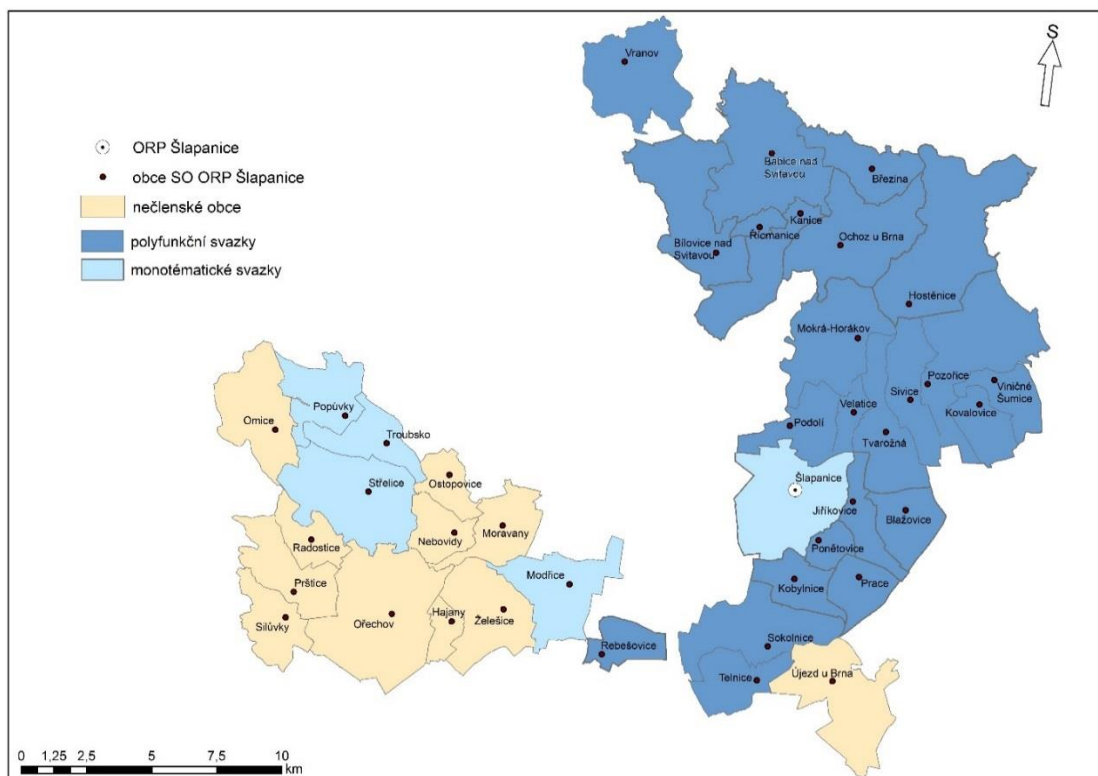 S
Vranov
ORP Šlapanice
obce SO ORP Šlapanice
nečlenské obce
polyfunkční svazky
monotématické svazky
Babice nad
Svitavou
Březina
Kanice
Řícmanice
Ochoz u Brna
Bílovice nad
Svitavou
Hostěnice
Mokrá-Horákov
Pozořice
Viničné
Šumice
Sivice
Kovalovice
Velatice
Podolí
Tvarožná
Popůvky
Omice
Troubsko
Šlapanice
Ostopovice
Střelice
Jiříkovice
Blažovice
Moravany
Nebovidy
Radostice
Ponětovice
Modřice
Kobylnice
Prace
Prštice
Silůvky
Ořechov
Hajany
Želešice
Rebešovice
Sokolnice
Telnice
Újezd u Brna
0 1,25 2,5 5 7,5 10
km